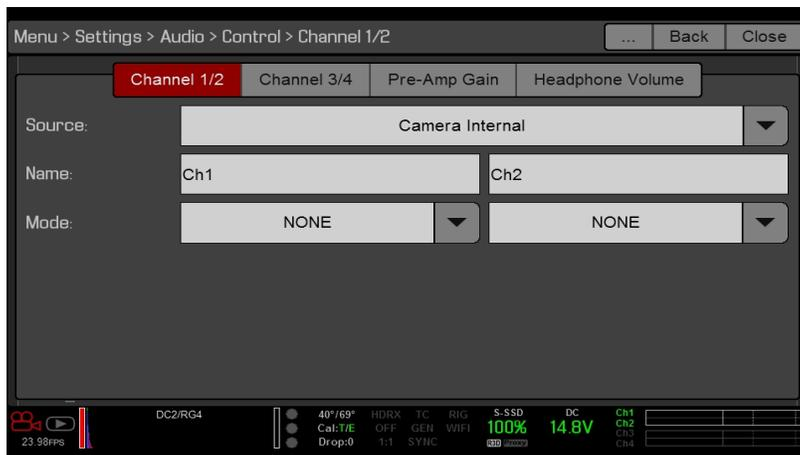 Menu > Settings > Audio > Control > Channel 1/2 ... Back Close
Channel 1/2 Channel 3/4 Pre-Amp Gain Headphone Volume
Source: Camera Internal
Name: Ch1 Ch2
Mode: NONE NONE
DC2/RG4 40°/69° HDRX TC RIG S-SSD DC Ch1
Cal:T/E OFF GEN WIFI 100% 14.8V Ch2
23.98FPS Drop:0 1:1 SYNC R3D Proxy Ch3
Ch4